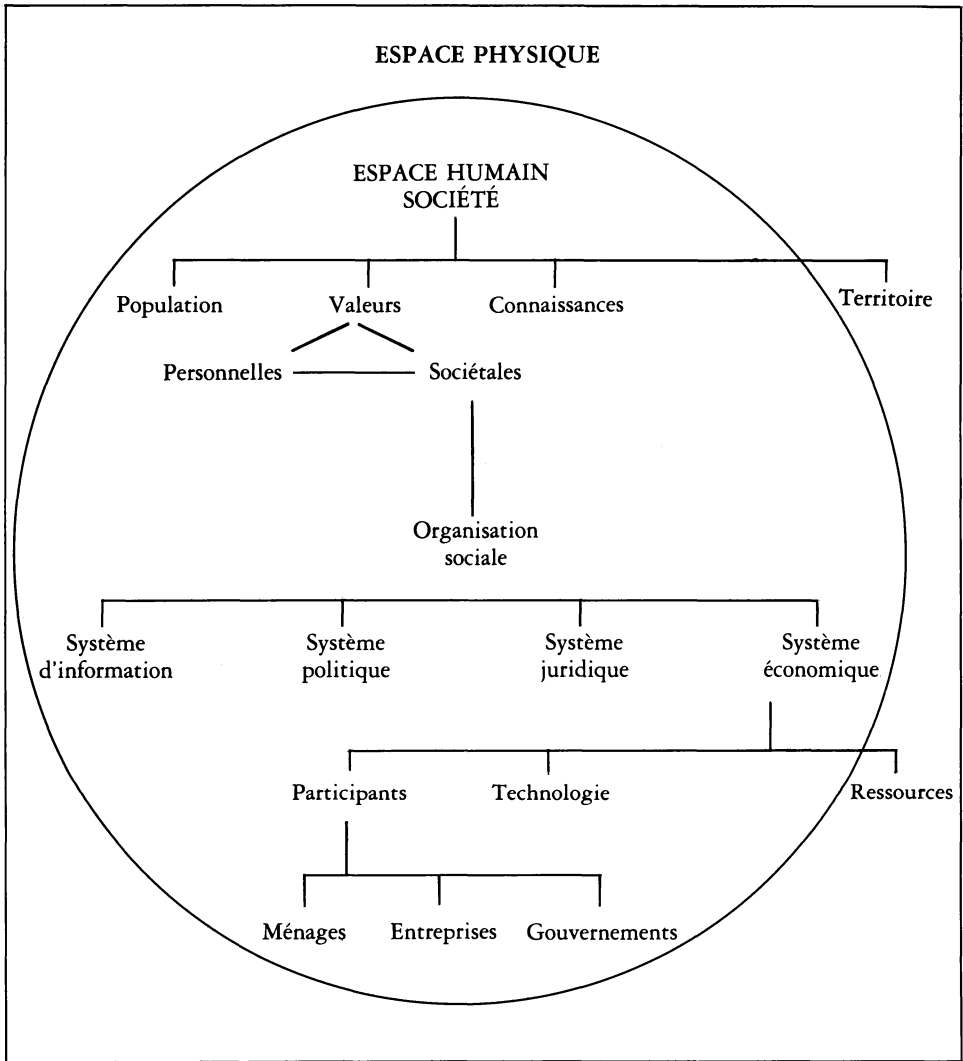 ESPACE PHYSIQUE
ESPACE HUMAIN
SOCIÉTÉ
Population
Valeurs
Connaissances
Territoire
Personnelles
Sociétales
Organisation
sociale
Système
d'information
Système
politique
Système
juridique
Système
économique
Participants
Technologie
Ressources
Ménages
Entreprises
Gouvernements